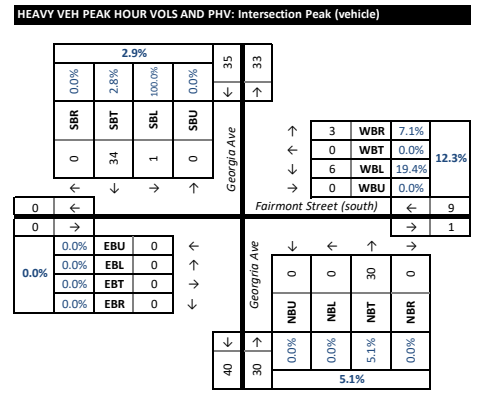 HEAVY VEH PEAK HOUR VOLS AND PHV: Intersection Peak (vehicle)
2.9% 35 33
0.0% 2.8% 100.0% 0.0% ↓ ↑
SBR SBT SBL SBU
0 34 1 0
← ↓ → ↑
Georgia Ave
↑ 3 WBR 7.1%
← 0 WBT 0.0%
↓ 6 WBL 19.4%
→ 0 WBU 0.0%
12.3%
0 ← Fairmont Street (south) ← 9
0 → → 1
0.0%
0.0% EBU 0 ←
0.0% EBL 0 ↑
0.0% EBT 0 →
0.0% EBR 0 ↓
Georgria Ave
↓ ← ↑ →
0 0 30 0
NBU NBL NBT NBR
0.0% 0.0% 5.1% 0.0%
↓ ↑
40 30
5.1%